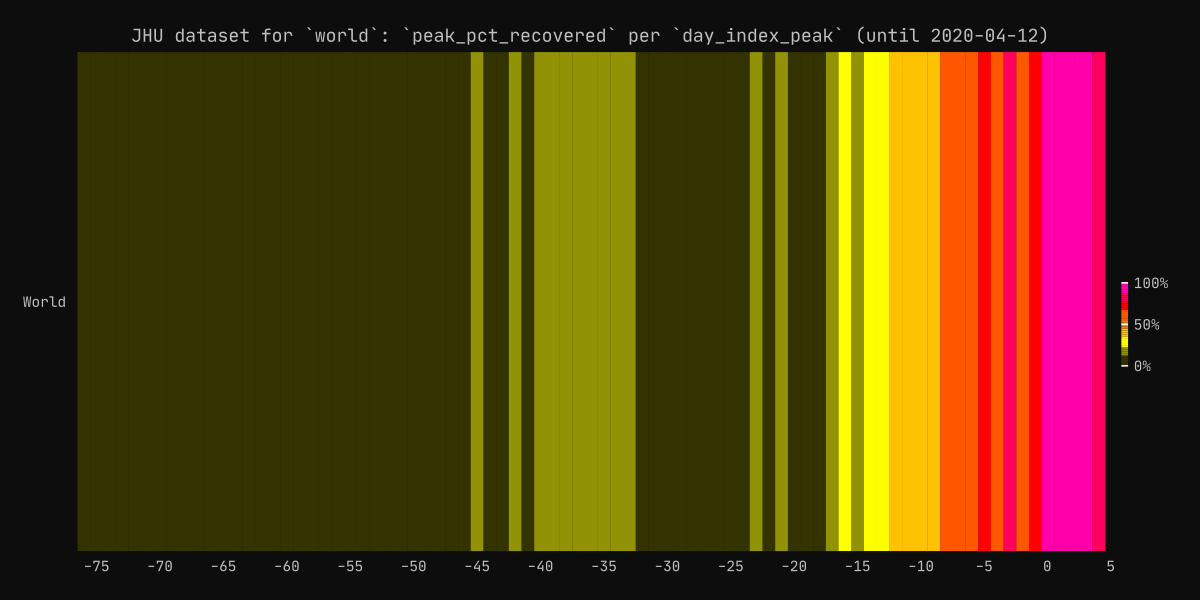 JHU dataset for `world`: `peak_pct_recovered` per `day_index_peak` (until 2020-04-12)
World
100%
50%
0%
-75 -70 -65 -60 -55 -50 -45 -40 -35 -30 -25 -20 -15 -10 -5 0 5